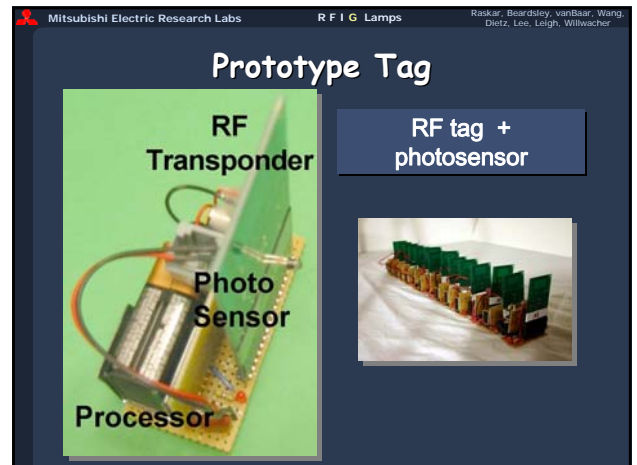 Mitsubishi Electric Research Labs
R F I G Lamps
Raskar, Beardsley, vanBaar, Wang,
Dietz, Lee, Leigh, Willwacher
Prototype Tag
RF
Transponder
Photo
Sensor
Processor
RF tag +
photosensor